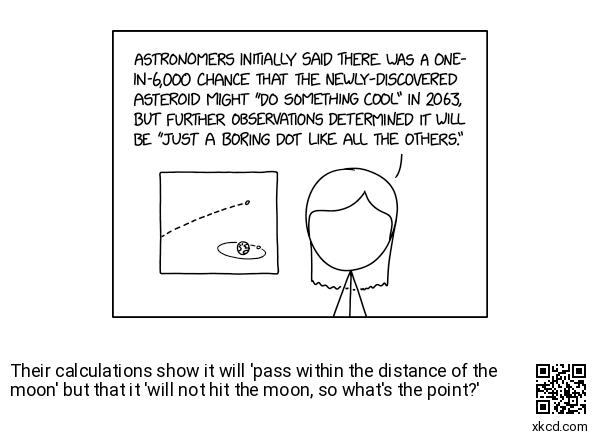 ASTRONOMERS INITIALLY SAID THERE WAS A ONE-
IN-6,000 CHANCE THAT THE NEWLY-DISCOVERED
ASTEROID MIGHT "DO SOMETHING COOL" IN 2063,
BUT FURTHER OBSERVATIONS DETERMINED IT WILL
BE "JUST A BORING DOT LIKE ALL THE OTHERS."
Their calculations show it will 'pass within the distance of the
moon' but that it 'will not hit the moon, so what's the point?'
xkcd.com